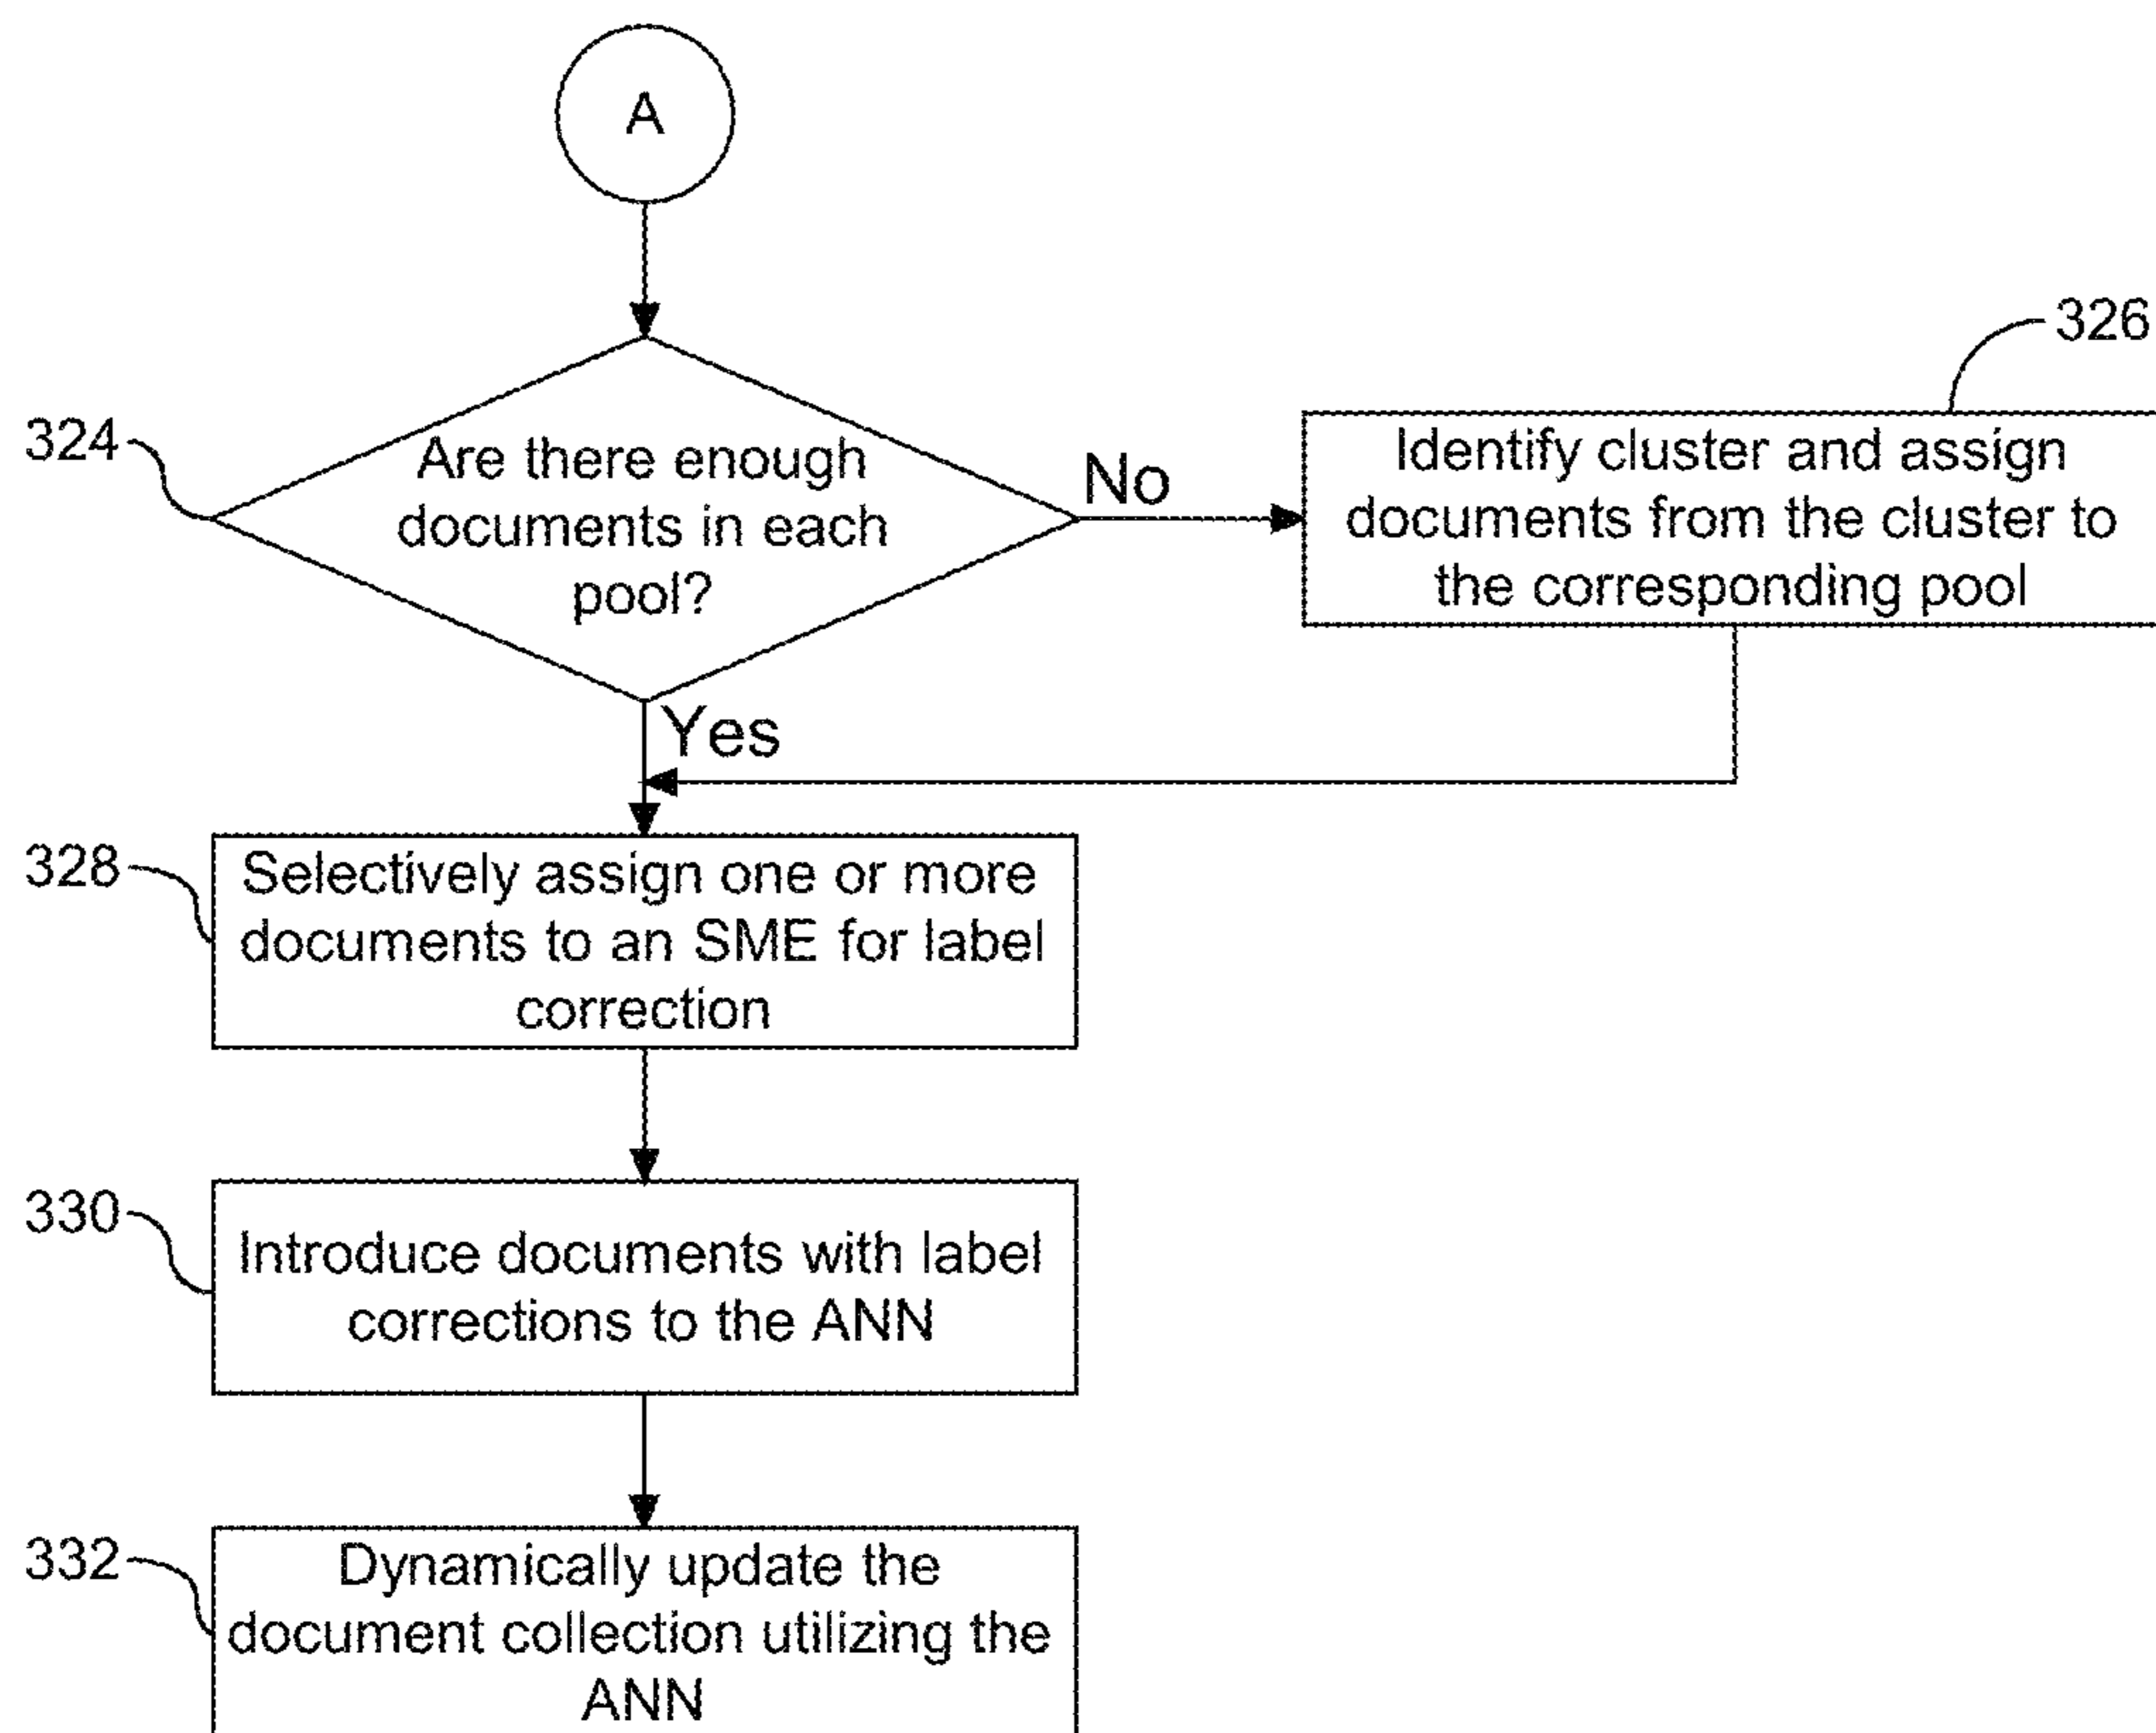 A
326
324
Are there enough
documents in each
pool?
No
Identify cluster and assign
documents from the cluster to
the corresponding pool
Yes
328
Selectively assign one or more
documents to an SME for label
correction
330
Introduce documents with label
corrections to the ANN
332
Dynamically update the
document collection utilizing the
ANN